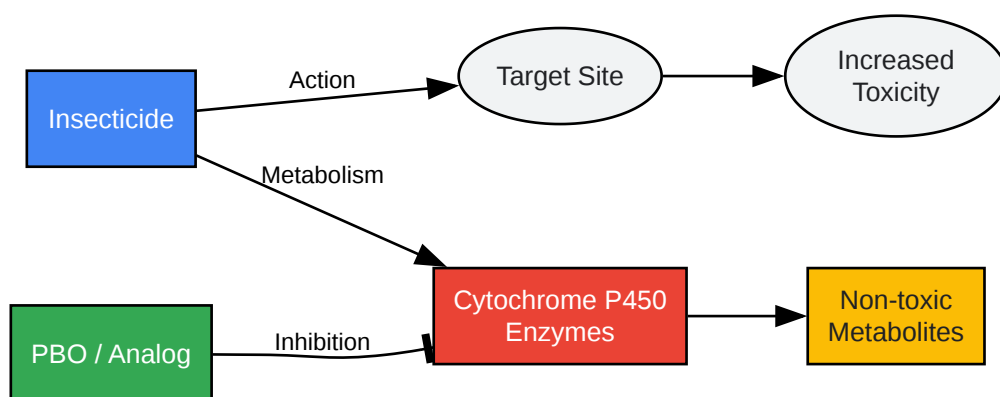 Insecticide
Action
Target Site
Increased
Toxicity
Metabolism
Cytochrome P450
Enzymes
Non-toxic
Metabolites
PBO / Analog
Inhibition